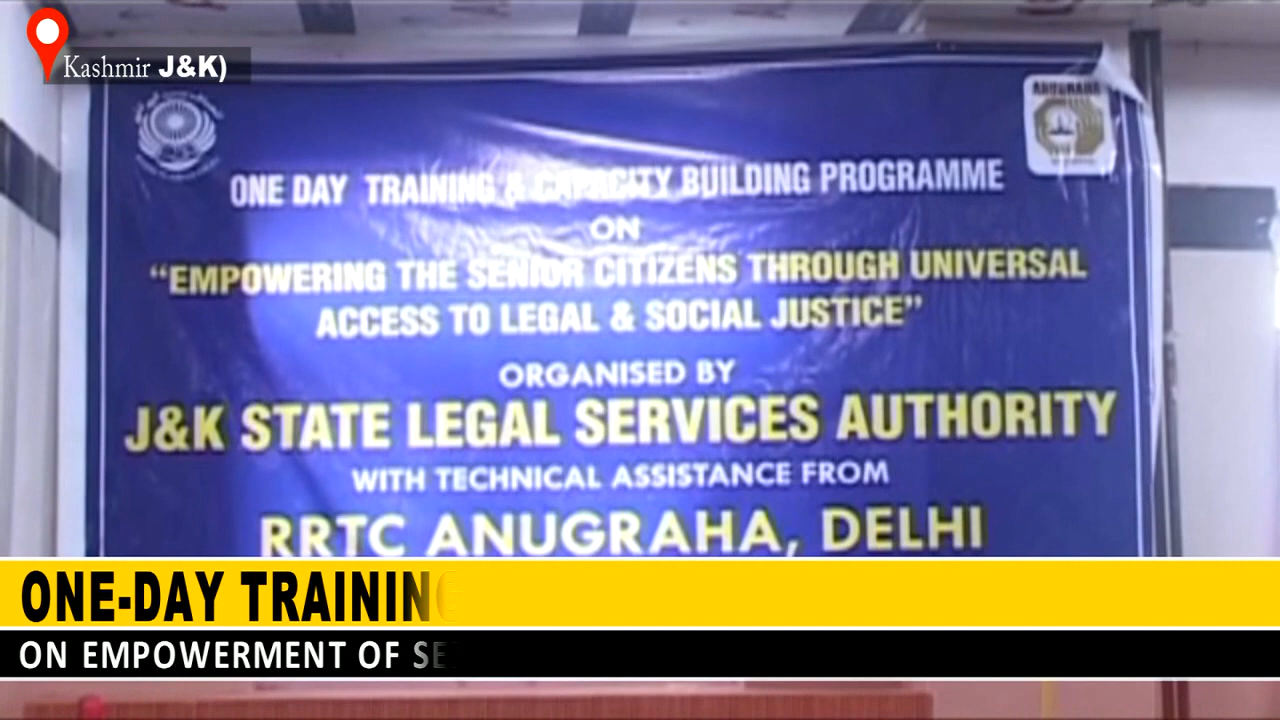 Kashmir J&K)
ANUGRAHA
ONE DAY TRAINING & CAPACITY BUILDING PROGRAMME
ON
“EMPOWERING THE SENIOR CITIZENS THROUGH UNIVERSAL
ACCESS TO LEGAL & SOCIAL JUSTICE”
ORGANISED BY
J&K STATE LEGAL SERVICES AUTHORITY
WITH TECHNICAL ASSISTANCE FROM
RRTC ANUGRAHA, DELHI
ONE-DAY TRAINING
ON EMPOWERMENT OF SE